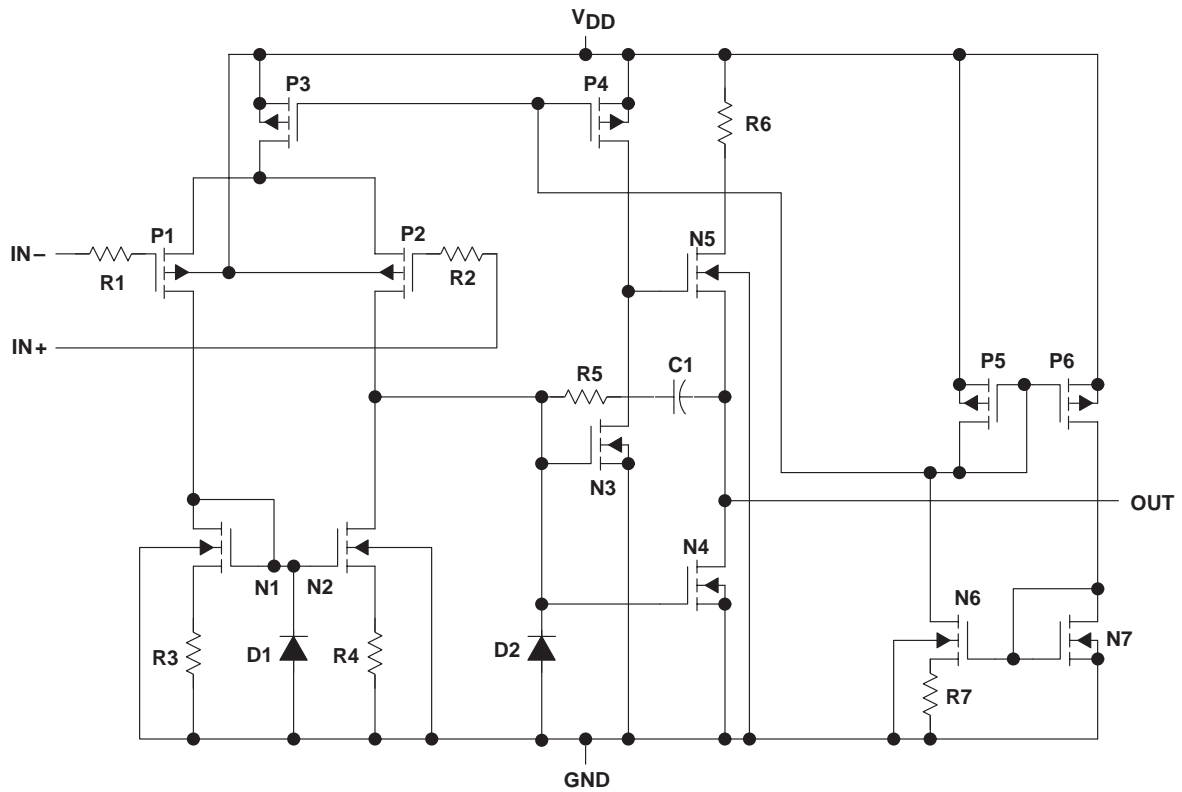 VDD
P3
P4
R6
IN−
R1
P1
P2
R2
N5
IN+
R5
C1
P5
P6
N3
OUT
N1
N2
N4
N6
N7
R3
D1
R4
D2
R7
GND